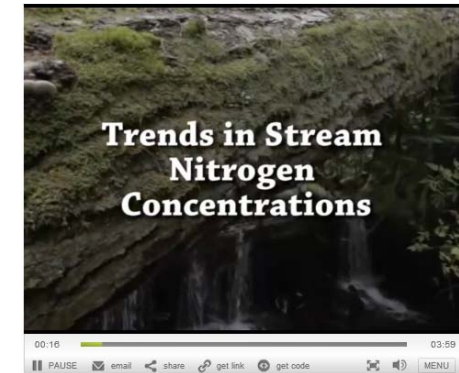 Trends in Stream
Nitrogen
Concentrations
00:16
03:59
PAUSE email share get link get code MENU